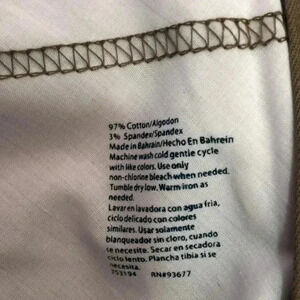 97% Cotton/Algodon
3% Spandex/Spandex
Made in Bahrain/Hecho En Bahrein
Machine wash cold gentle cycle
with like colors. Use only
non-chlorine bleach when needed.
Tumble dry low. Warm iron as
needed.
Lavar en lavadora con agua fria,
ciclo delicado con colores
similares. Usar solamente
blanqueador sin cloro, cuando
se necesite. Secar en secadora
ciclo lento. Plancha tibia si se
necesita.
753194 RN#93677